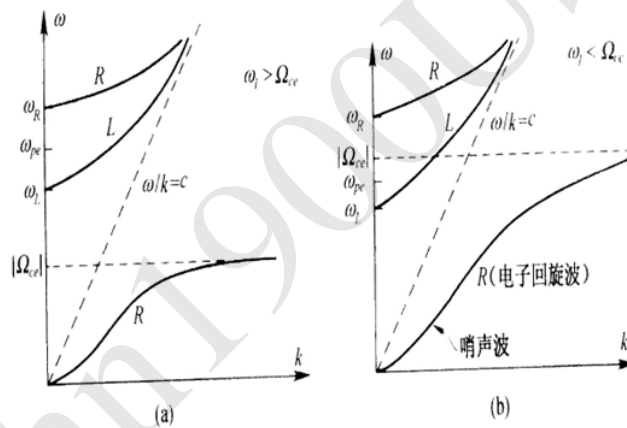 ω
R
ω_l > Ω_ce
ω_R
L
ω_pe
ω/k=c
ω_L
|Ω_ce|
R
k
(a)
ω
R
ω_l < Ω_cc
ω_R
L
ω/k=c
|Ω_ce|
ω_pe
ω_L
R(电子回旋波)
哨声波
k
(b)